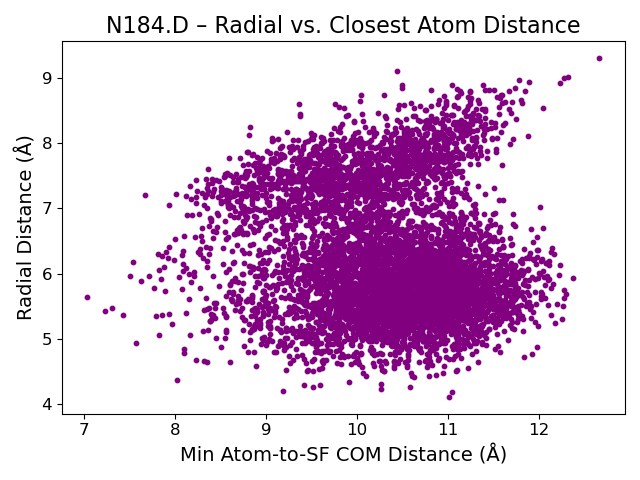 N184.D – Radial vs. Closest Atom Distance
Radial Distance (Å)
9
8
7
6
5
4
7 8 9 10 11 12
Min Atom-to-SF COM Distance (Å)